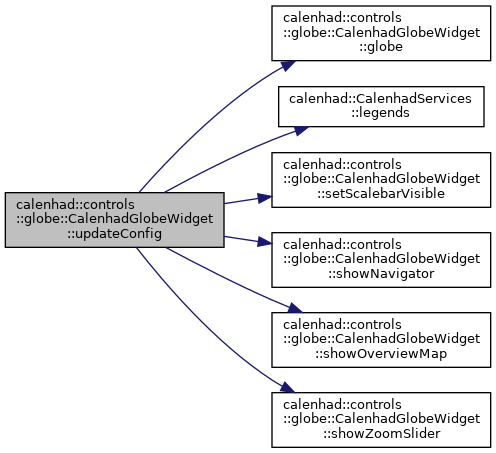 calenhad::controls
::globe::CalenhadGlobeWidget
::updateConfig
calenhad::controls
::globe::CalenhadGlobeWidget
::globe
calenhad::CalenhadServices
::legends
calenhad::controls
::globe::CalenhadGlobeWidget
::setScalebarVisible
calenhad::controls
::globe::CalenhadGlobeWidget
::showNavigator
calenhad::controls
::globe::CalenhadGlobeWidget
::showOverviewMap
calenhad::controls
::globe::CalenhadGlobeWidget
::showZoomSlider